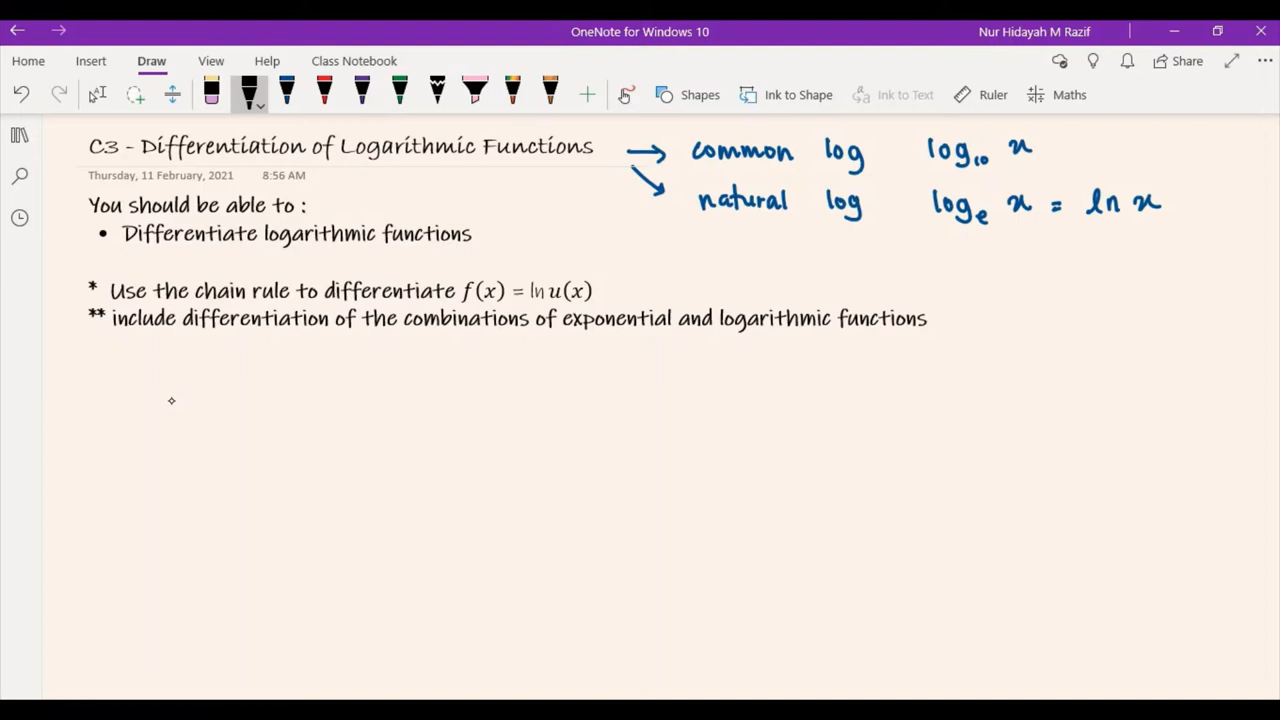 OneNote for Windows 10
Nur Hidayah M Razif
Home Insert Draw View Help Class Notebook
Share
Shapes Ink to Shape Ink to Text Ruler Maths
C3 - Differentiation of Logarithmic Functions
common log log₁₀ x
Thursday, 11 February, 2021 8:56 AM
natural log logₑ x = ln x
You should be able to :
• Differentiate logarithmic functions
* Use the chain rule to differentiate f(x) = ln u(x)
** include differentiation of the combinations of exponential and logarithmic functions